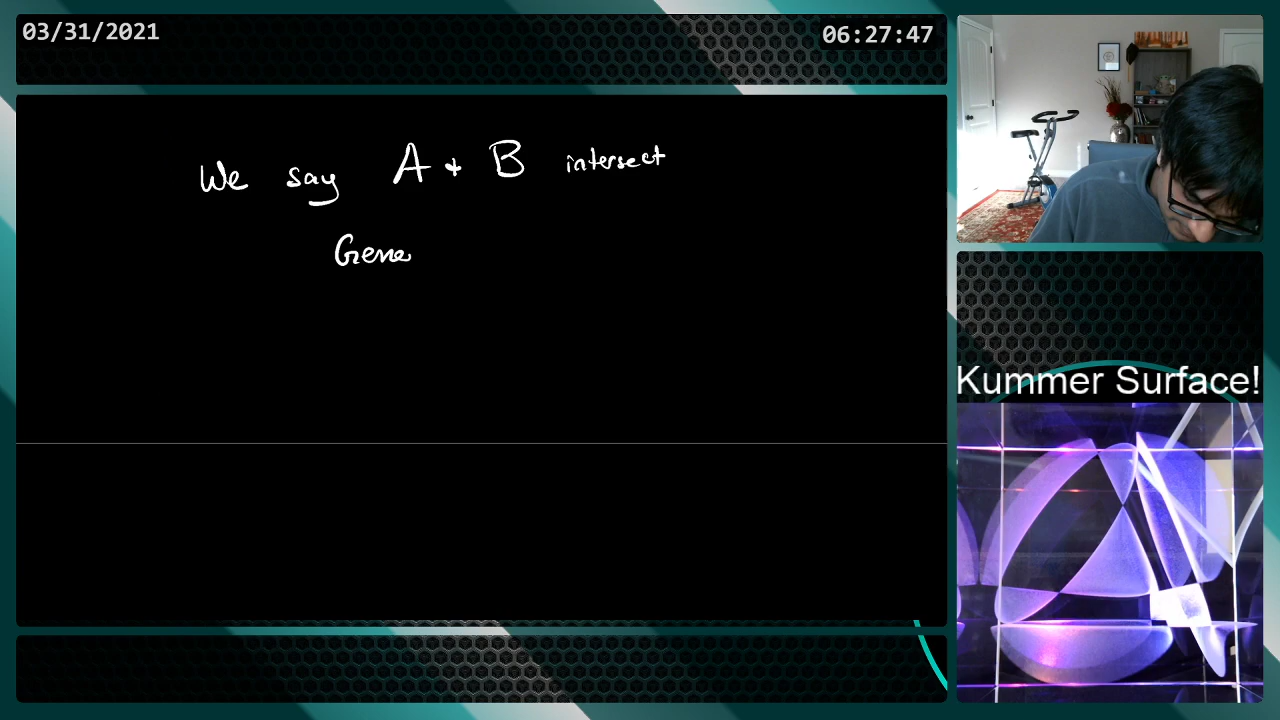 03/31/2021
06:27:47
We say A + B intersect
Gene
Kummer Surface!